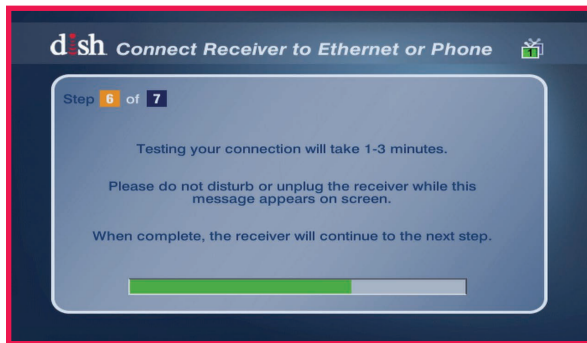 dish Connect Receiver to Ethernet or Phone
1
Step 6 of 7
Testing your connection will take 1-3 minutes.
Please do not disturb or unplug the receiver while this
message appears on screen.
When complete, the receiver will continue to the next step.